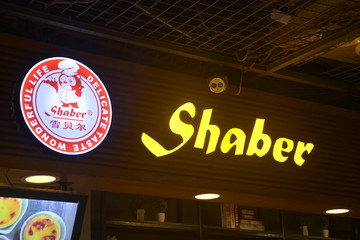 WONDERFUL LIFE DELICATE TASTE
Shaber®
雪贝尔
Shaber